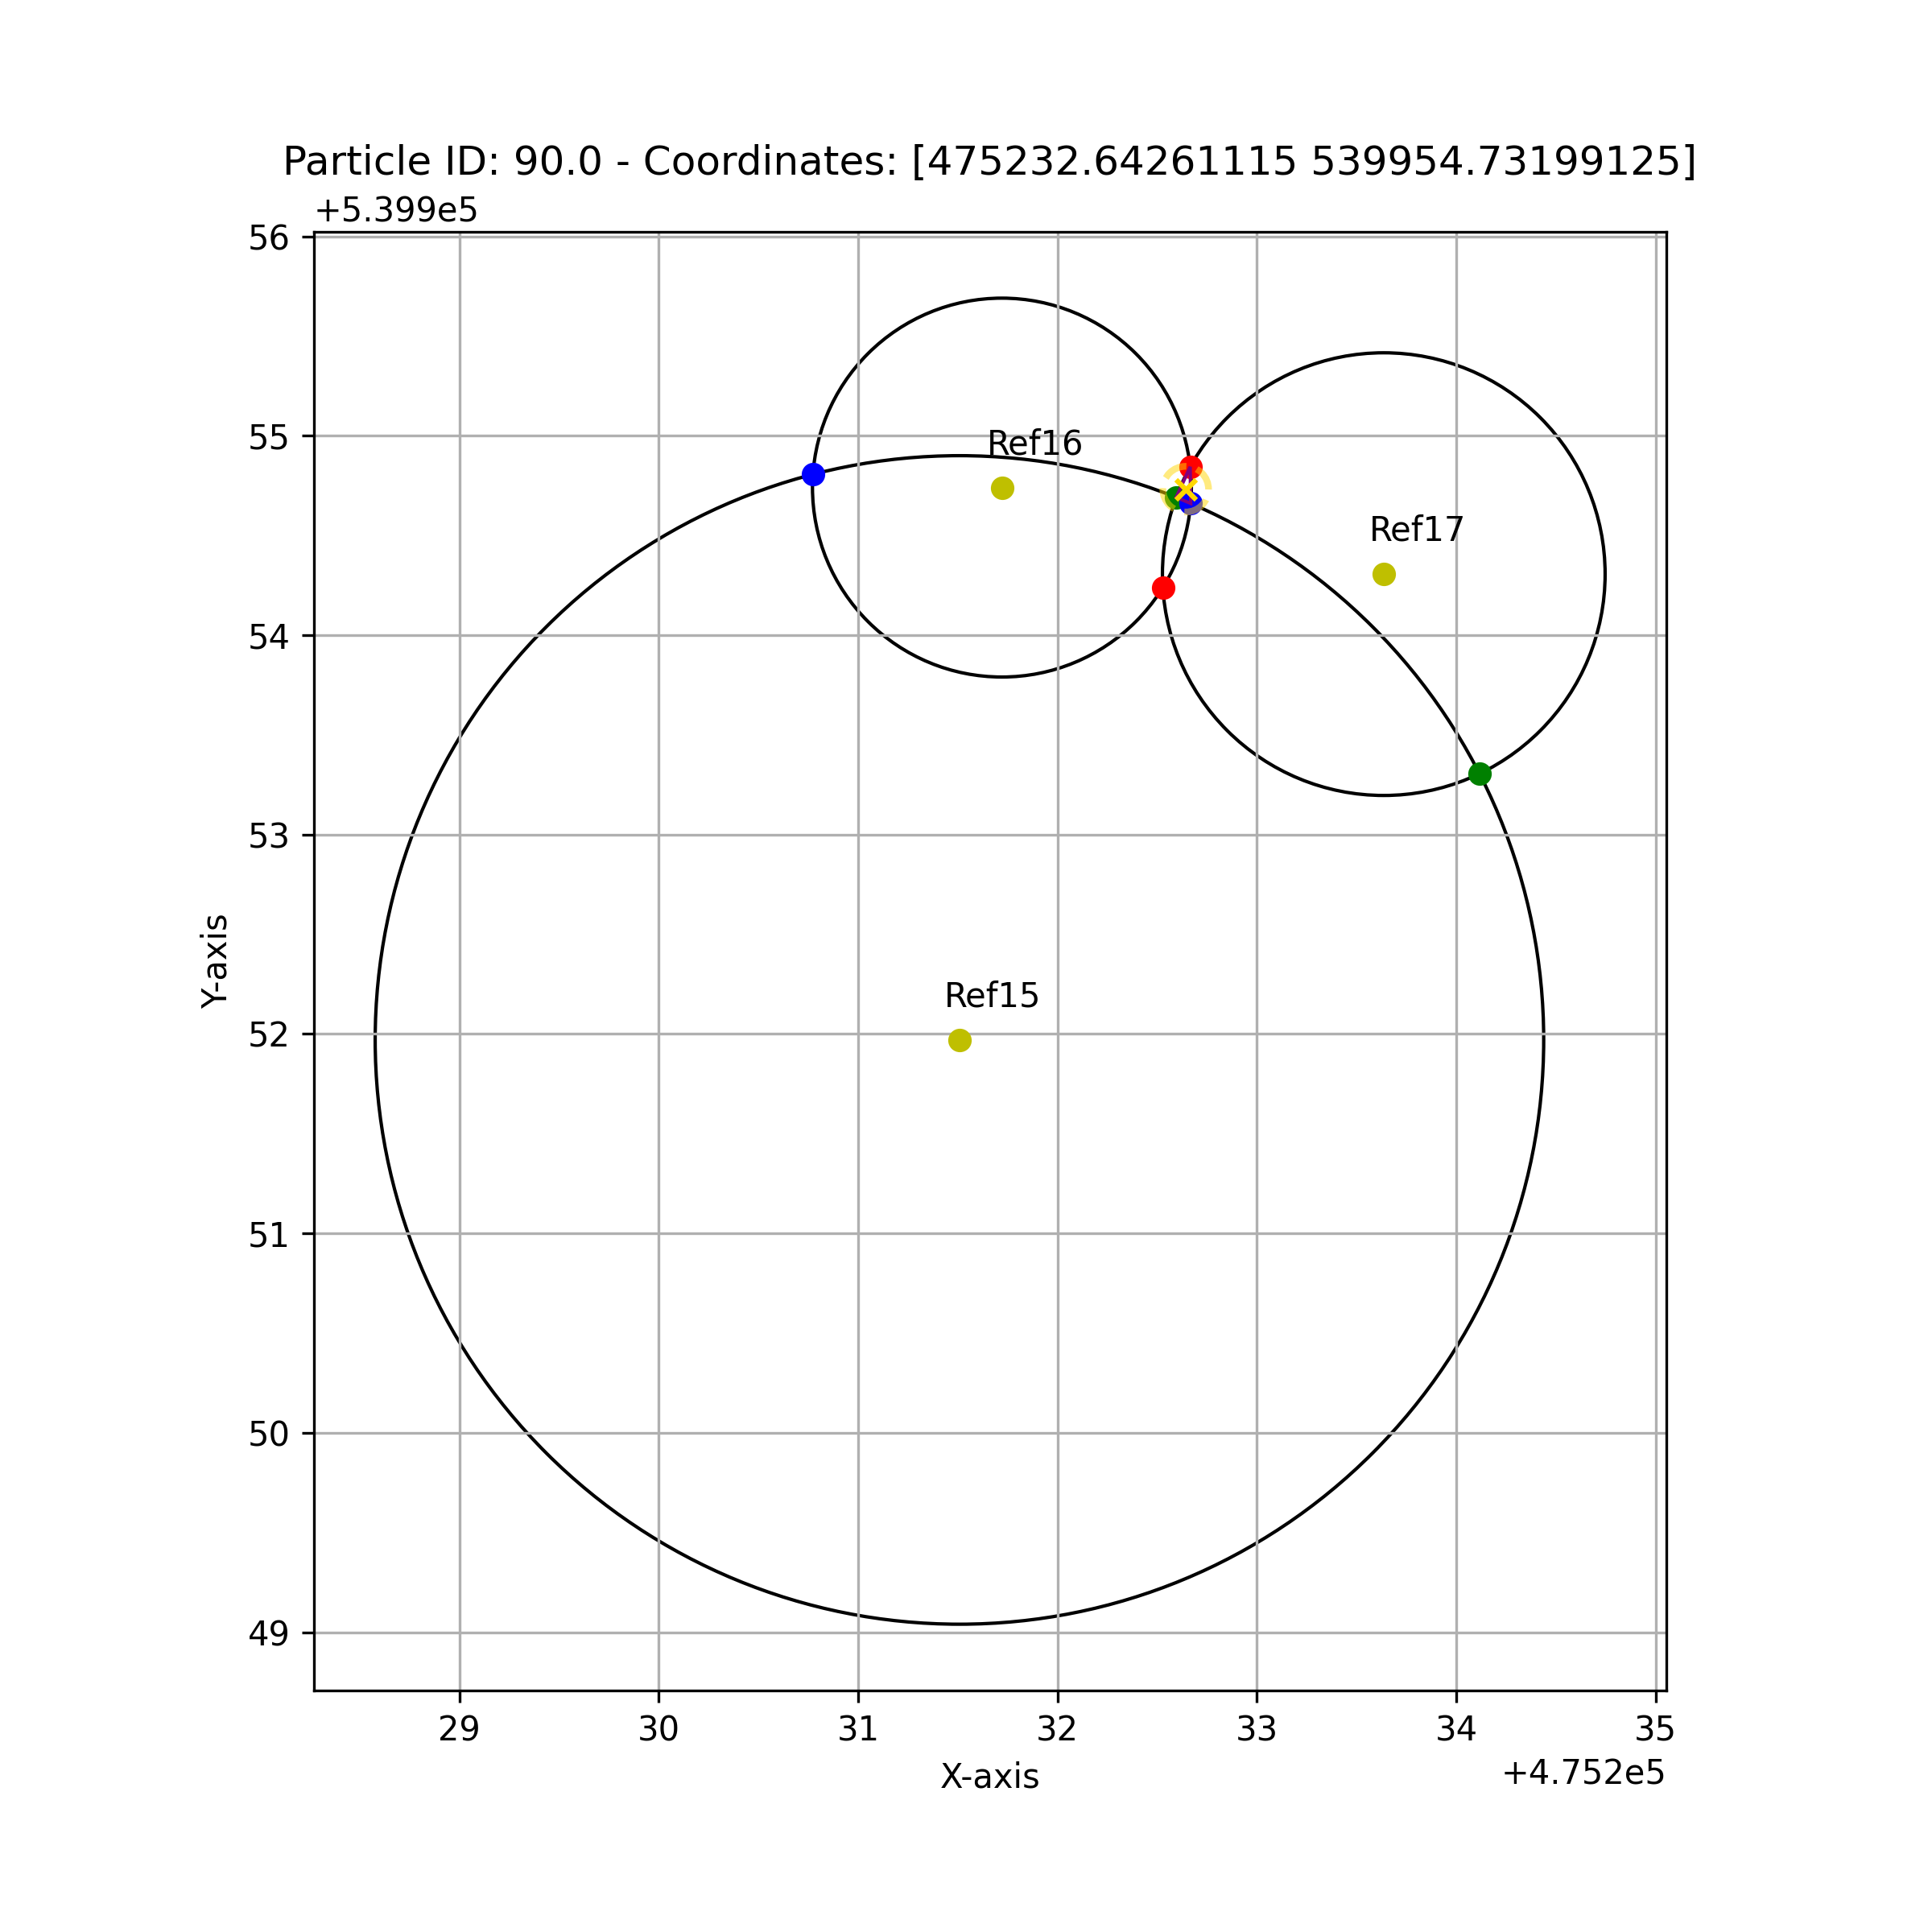 Particle ID: 90.0 - Coordinates: [475232.64261115 539954.73199125]
+5.399e5
56
55
54
53
52
51
50
49
Y-axis
Ref16
Ref17
Ref15
29 30 31 32 33 34 35
X-axis
+4.752e5